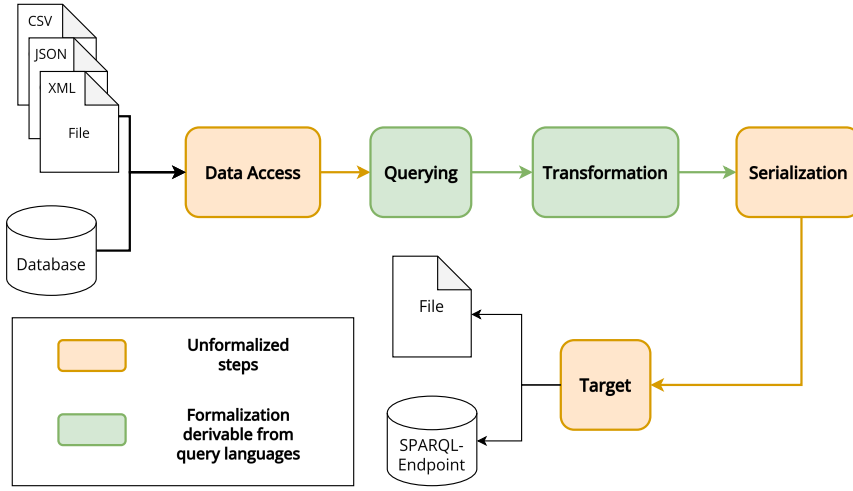 CSV
JSON
XML
File
Database
Data Access
Querying
Transformation
Serialization
File
SPARQL-
Endpoint
Target
Unformalized
steps
Formalization
derivable from
query languages